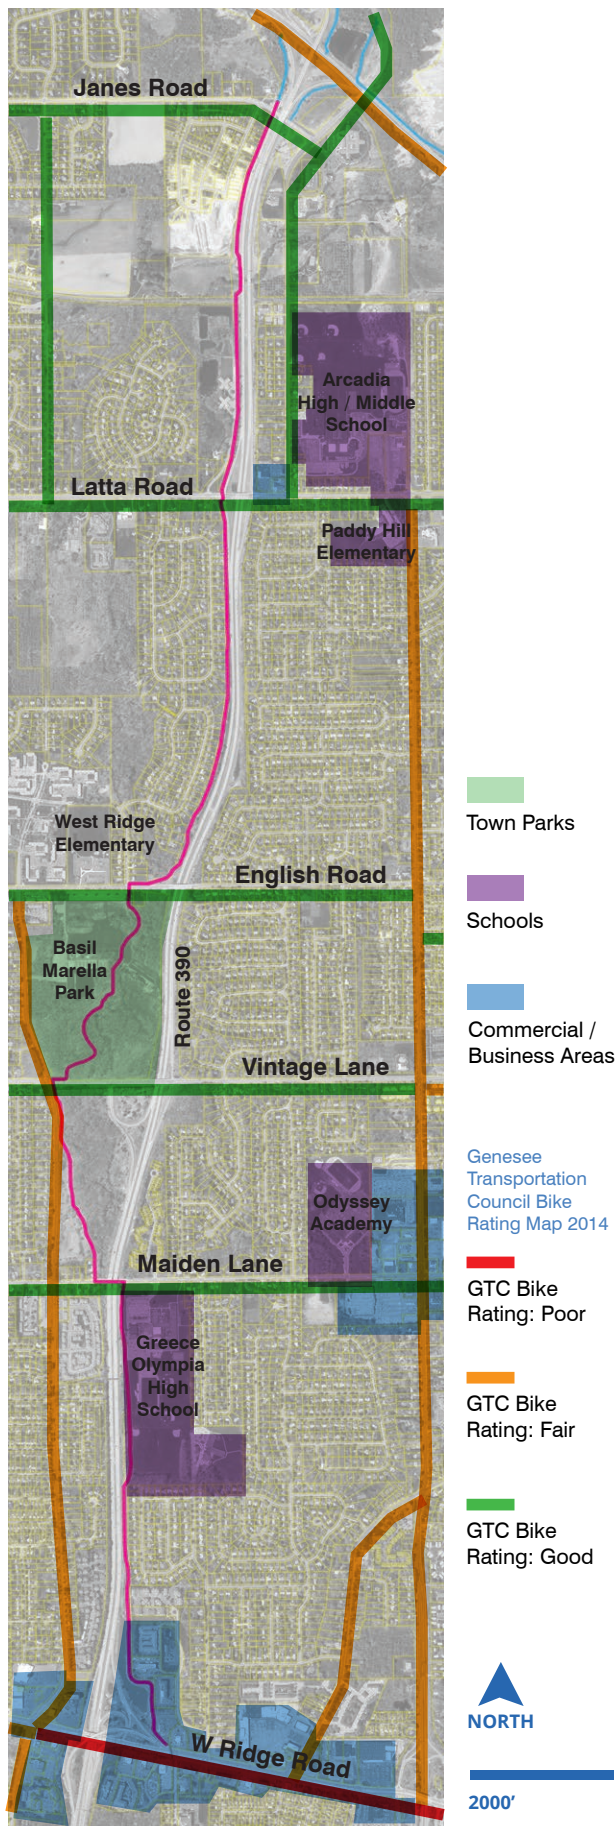 Janes Road
Arcadia
High / Middle
School
Latta Road
Paddy Hill
Elementary
West Ridge
Elementary
English Road
Basil
Marella
Park
Route 390
Vintage Lane
Odyssey
Academy
Maiden Lane
Greece
Olympia
High
School
W Ridge Road
Town Parks
Schools
Commercial /
Business Areas
Genesee
Transportation
Council Bike
Rating Map 2014
GTC Bike
Rating: Poor
GTC Bike
Rating: Fair
GTC Bike
Rating: Good
NORTH
2000’